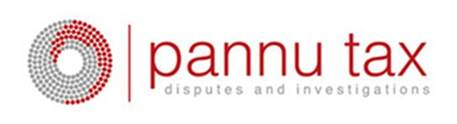 pannu tax
disputes and investigations